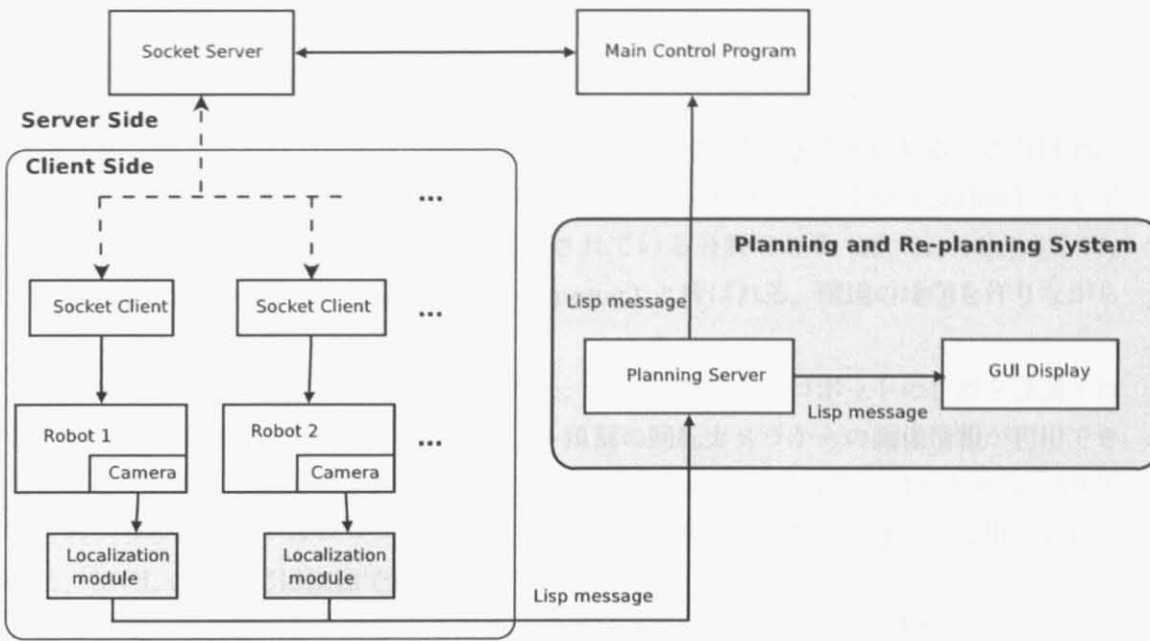 Socket Server
Main Control Program
Server Side
Client Side
...
Planning and Re-planning System
Socket Client
Socket Client
...
Lisp message
Planning Server
GUI Display
Lisp message
Robot 1
Camera
Robot 2
Camera
...
Localization
module
Localization
module
Lisp message